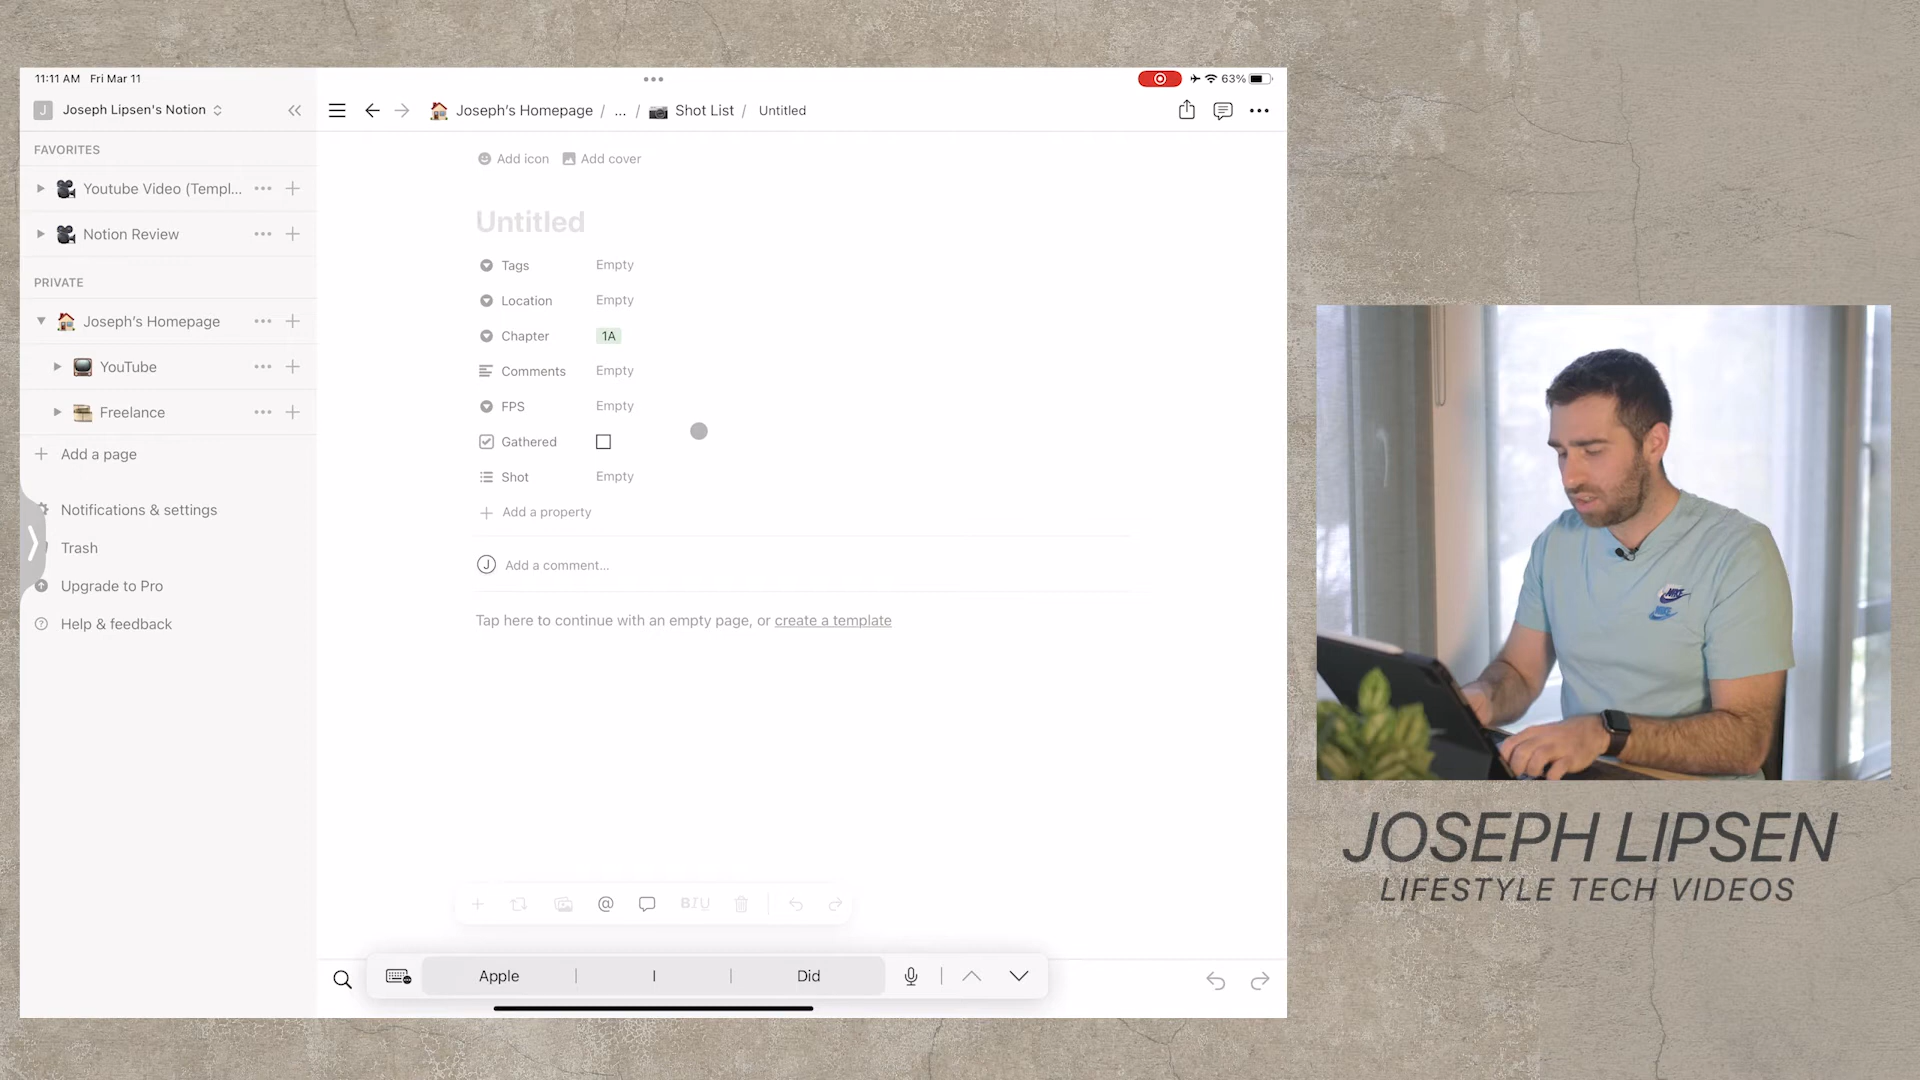 11:11 AM Fri Mar 11
63%
J Joseph Lipsen's Notion
Joseph's Homepage / ... / Shot List / Untitled
FAVORITES
Youtube Video (Templ...
Notion Review
PRIVATE
Joseph's Homepage
YouTube
Freelance
Add a page
Notifications & settings
Trash
Upgrade to Pro
Help & feedback
Add icon Add cover
Untitled
Tags Empty
Location Empty
Chapter 1A
Comments Empty
FPS Empty
Gathered
Shot Empty
Add a property
J Add a comment...
Tap here to continue with an empty page, or create a template
@ BIU
Apple I Did
NIKE
NIKE
JOSEPH LIPSEN
LIFESTYLE TECH VIDEOS